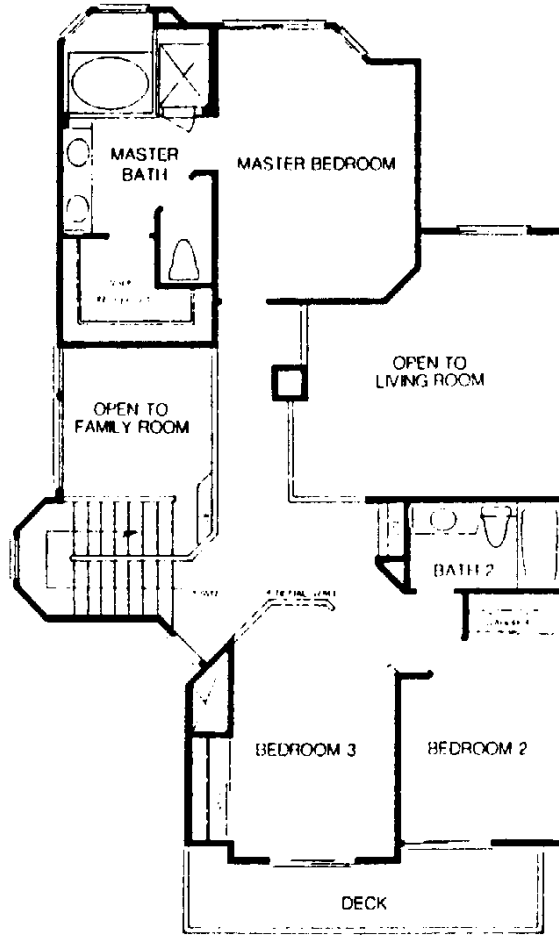 MASTER
BATH
MASTER BEDROOM
OPEN TO
LIVING ROOM
OPEN TO
FAMILY ROOM
BATH 2
BEDROOM 3
BEDROOM 2
DECK